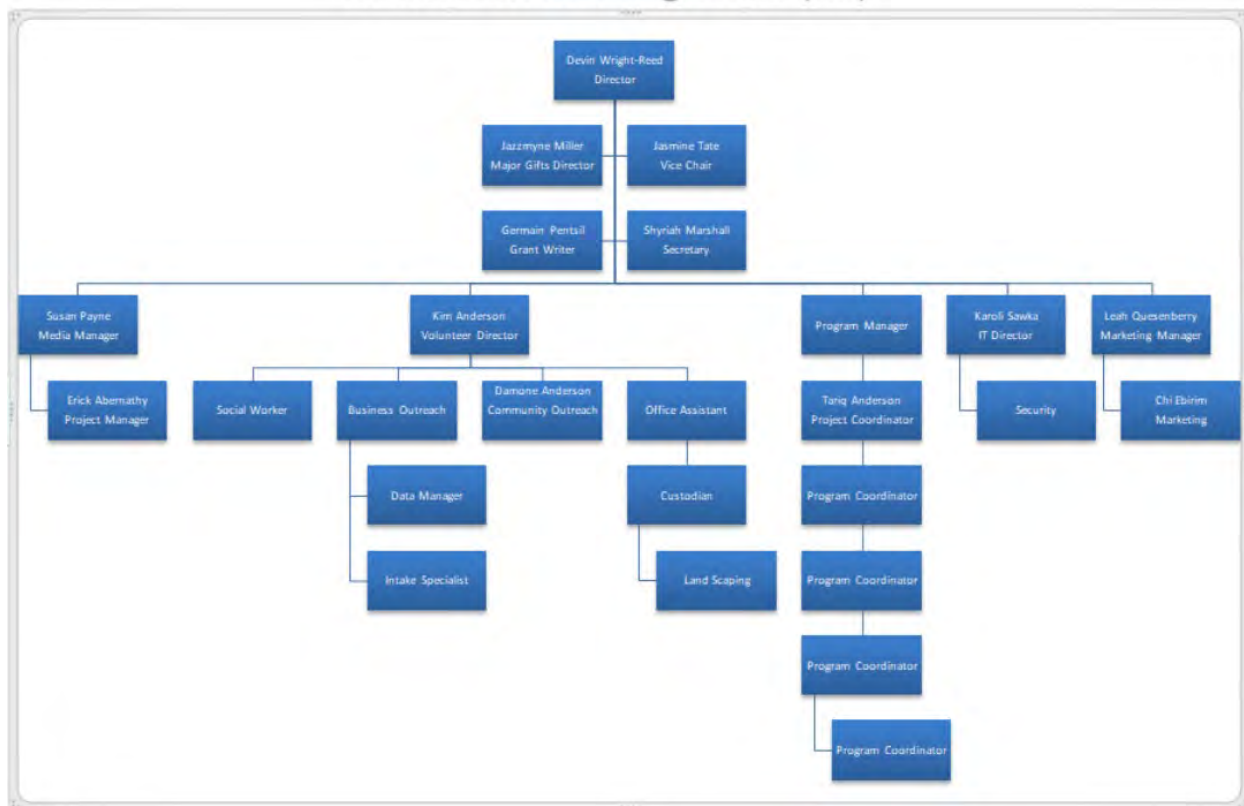 Devin Wright-Reed
Director
Jazzmyne Miller
Major Gifts Director
Jasmine Tate
Vice Chair
Germain Pentsil
Grant Writer
Shyriah Marshall
Secretary
Susan Payne
Media Manager
Kim Anderson
Volunteer Director
Program Manager
Karoli Sawka
IT Director
Leah Quesenberry
Marketing Manager
Erick Abernathy
Project Manager
Social Worker
Business Outreach
Damone Anderson
Community Outreach
Office Assistant
Tariq Anderson
Project Coordinator
Security
Chi Ebirim
Marketing
Data Manager
Custodian
Program Coordinator
Intake Specialist
Land Scaping
Program Coordinator
Program Coordinator
Program Coordinator